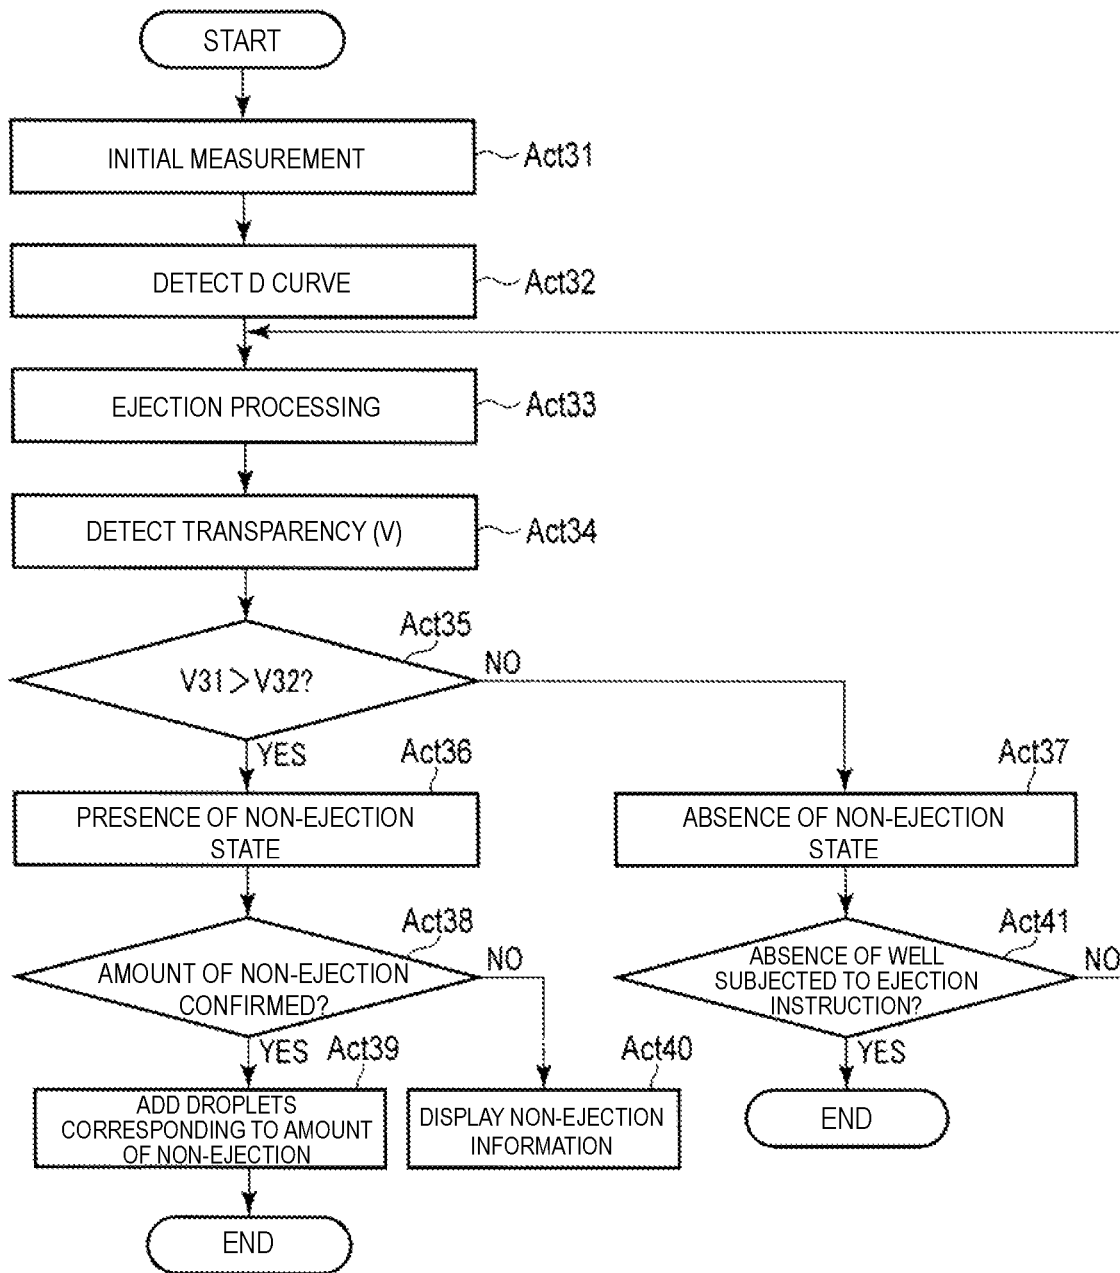 START
INITIAL MEASUREMENT
Act31
DETECT D CURVE
Act32
EJECTION PROCESSING
Act33
DETECT TRANSPARENCY (V)
Act34
Act35
V31>V32?
NO
YES
Act36
PRESENCE OF NON-EJECTION
STATE
Act37
ABSENCE OF NON-EJECTION
STATE
Act38
AMOUNT OF NON-EJECTION
CONFIRMED?
NO
YES
Act41
ABSENCE OF WELL
SUBJECTED TO EJECTION
INSTRUCTION?
NO
YES
Act39
ADD DROPLETS
CORRESPONDING TO AMOUNT
OF NON-EJECTION
Act40
DISPLAY NON-EJECTION
INFORMATION
END
END